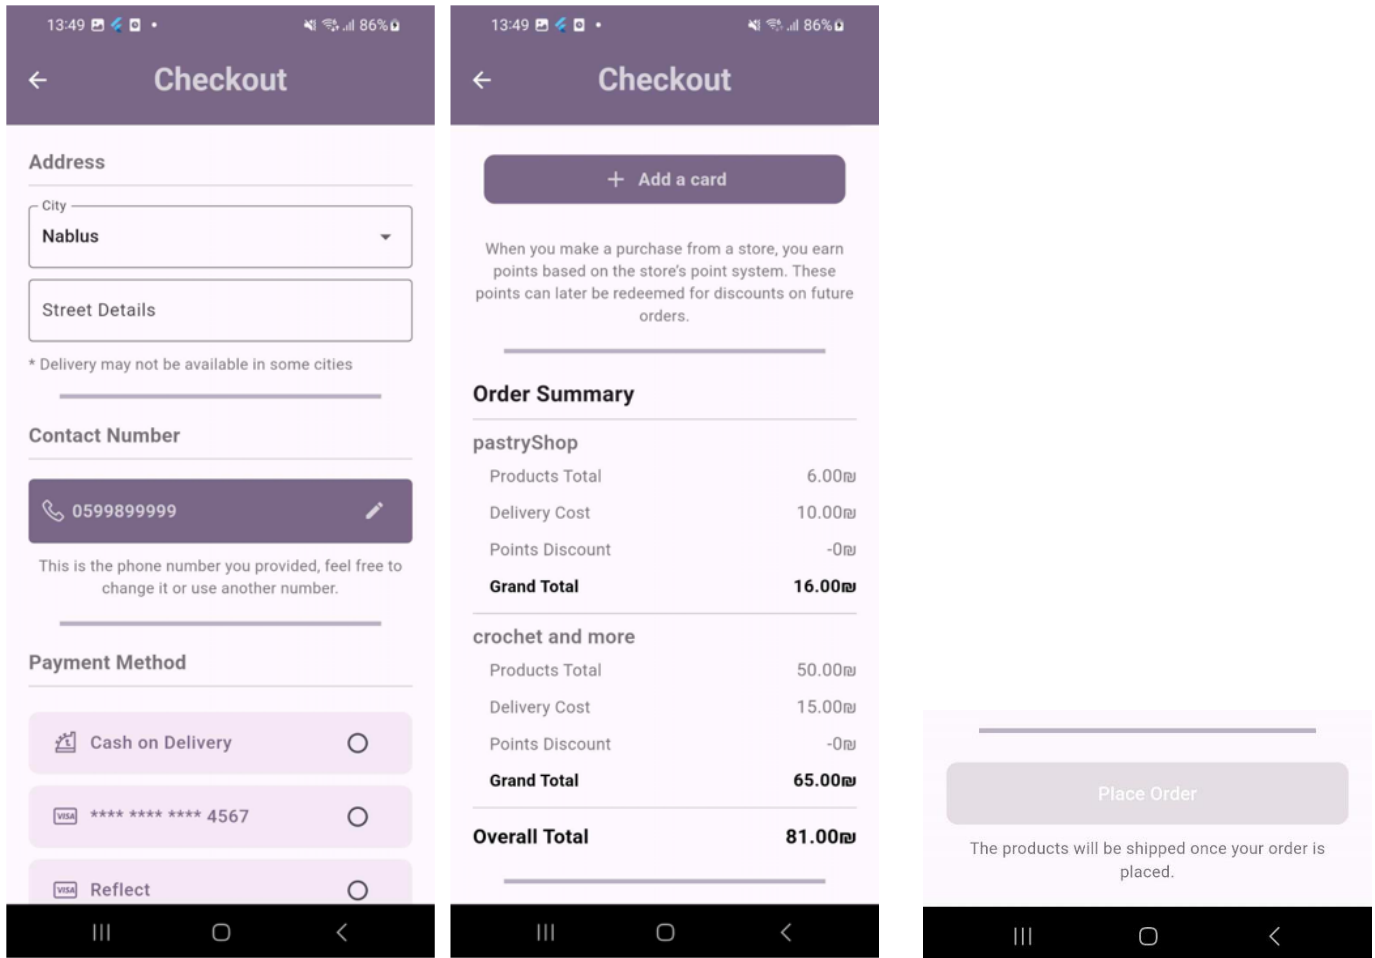 13:49
86%
Checkout
Address
City
Nablus
Street Details
* Delivery may not be available in some cities
Contact Number
0599899999
This is the phone number you provided, feel free to
change it or use another number.
Payment Method
Cash on Delivery
VISA **** **** **** 4567
VISA Reflect
13:49
86%
Checkout
+ Add a card
When you make a purchase from a store, you earn
points based on the store's point system. These
points can later be redeemed for discounts on future
orders.
Order Summary
pastryShop
Products Total 6.00₪
Delivery Cost 10.00₪
Points Discount -0₪
Grand Total 16.00₪
crochet and more
Products Total 50.00₪
Delivery Cost 15.00₪
Points Discount -0₪
Grand Total 65.00₪
Overall Total 81.00₪
Place Order
The products will be shipped once your order is
placed.